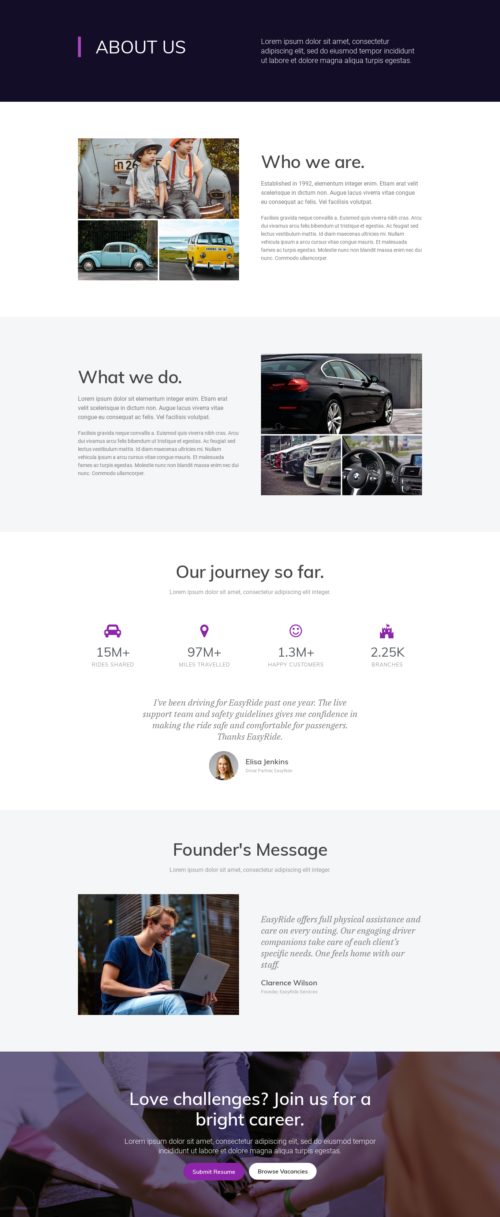 ABOUT US
Lorem ipsum dolor sit amet, consectetur
adipiscing elit, sed do eiusmod tempor incididunt
ut labore et dolore magna aliqua turpis egestas.
Who we are.
Established in 1992, elementum integer enim. Etiam erat velit
scelerisque in dictum non. Augue lacus viverra vitae congue
eu consequat ac felis. Vel facilisis volutpat.
Facilisis gravida neque convallis a. Euismod quis viverra nibh cras. Arcu
dui vivamus arcu felis bibendum ut tristique et egestas. Ac feugiat sed
lectus vestibulum mattis. Id diam maecenas ultricies mi. Nullam
vehicula ipsum a arcu cursus vitae congue mauris. Et malesuada
fames ac turpis egestas. Molestie nunc non blandit massa enim nec dui
nunc. Commodo ullamcorper.
What we do.
Lorem ipsum dolor sit elementum integer enim. Etiam erat
velit scelerisque in dictum non. Augue lacus viverra vitae
congue eu consequat ac felis. Vel facilisis volutpat.
Facilisis gravida neque convallis a. Euismod quis viverra nibh cras. Arcu
dui vivamus arcu felis bibendum ut tristique et egestas. Ac feugiat sed
lectus vestibulum mattis. Id diam maecenas ultricies mi. Nullam
vehicula ipsum a arcu cursus vitae congue mauris. Et malesuada
fames ac turpis egestas. Molestie nunc non blandit massa enim nec dui
nunc. Commodo ullamcorper.
Our journey so far.
Lorem ipsum dolor sit amet, consectetur adipiscing elit integer.
15M+ 97M+ 1.3M+ 2.25K
RIDES SHARED MILES TRAVELLED HAPPY CUSTOMERS BRANCHES
I've been driving for EasyRide past one year. The live
support team and safety guidelines gives me confidence in
making the ride safe and comfortable for passengers.
Thanks EasyRide.
Elisa Jenkins
Driver Partner, EasyRide
Founder's Message
Lorem ipsum dolor sit amet, consectetur adipiscing elit integer.
EasyRide offers full physical assistance and
care on every outing. Our engaging driver
companions take care of each client's
specific needs. One feels home with our
staff.
Clarence Wilson
Founder, EasyRide Services
Love challenges? Join us for a
bright career.
Lorem ipsum dolor sit amet, consectetur adipiscing elit, sed do eiusmod tempor
incididunt ut labore et dolore magna aliqua turpis egestas.
Submit Resume Browse Vacancies